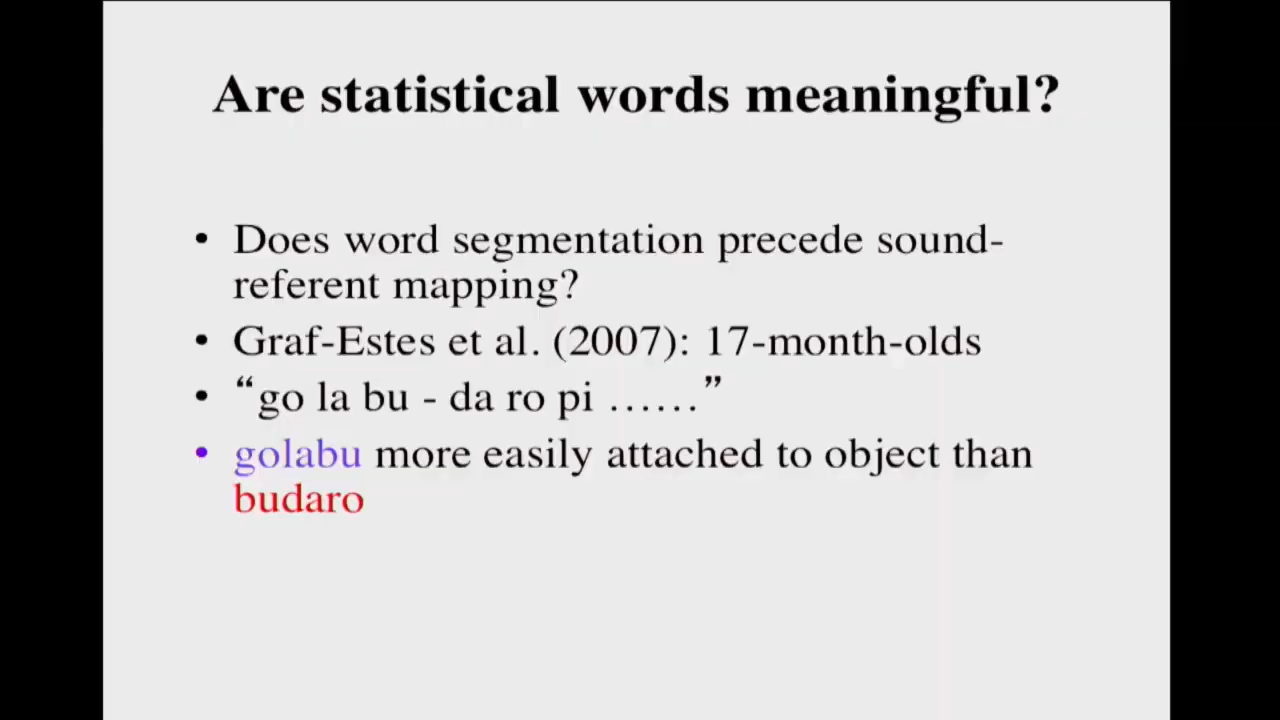 Are statistical words meaningful?
• Does word segmentation precede sound-
referent mapping?
• Graf-Estes et al. (2007): 17-month-olds
• “go la bu - da ro pi ……”
• golabu more easily attached to object than
budaro